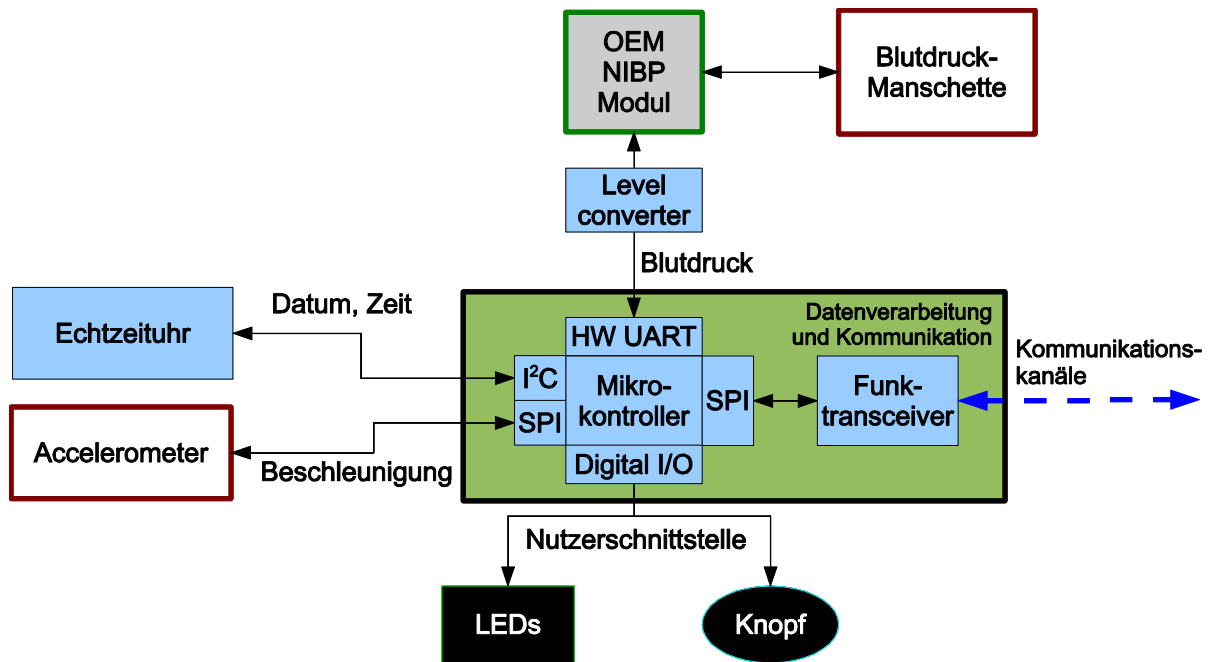 OEM
NIBP
Modul
Blutdruck-
Manschette
Level
converter
Blutdruck
Datum, Zeit
Echtzeituhr
Datenverarbeitung
und Kommunikation
HW UART
Kommunikations-
kanäle
I²C
Mikro-
kontroller
SPI
Funk-
transceiver
SPI
Accelerometer
Beschleunigung
Digital I/O
Nutzerschnittstelle
LEDs
Knopf